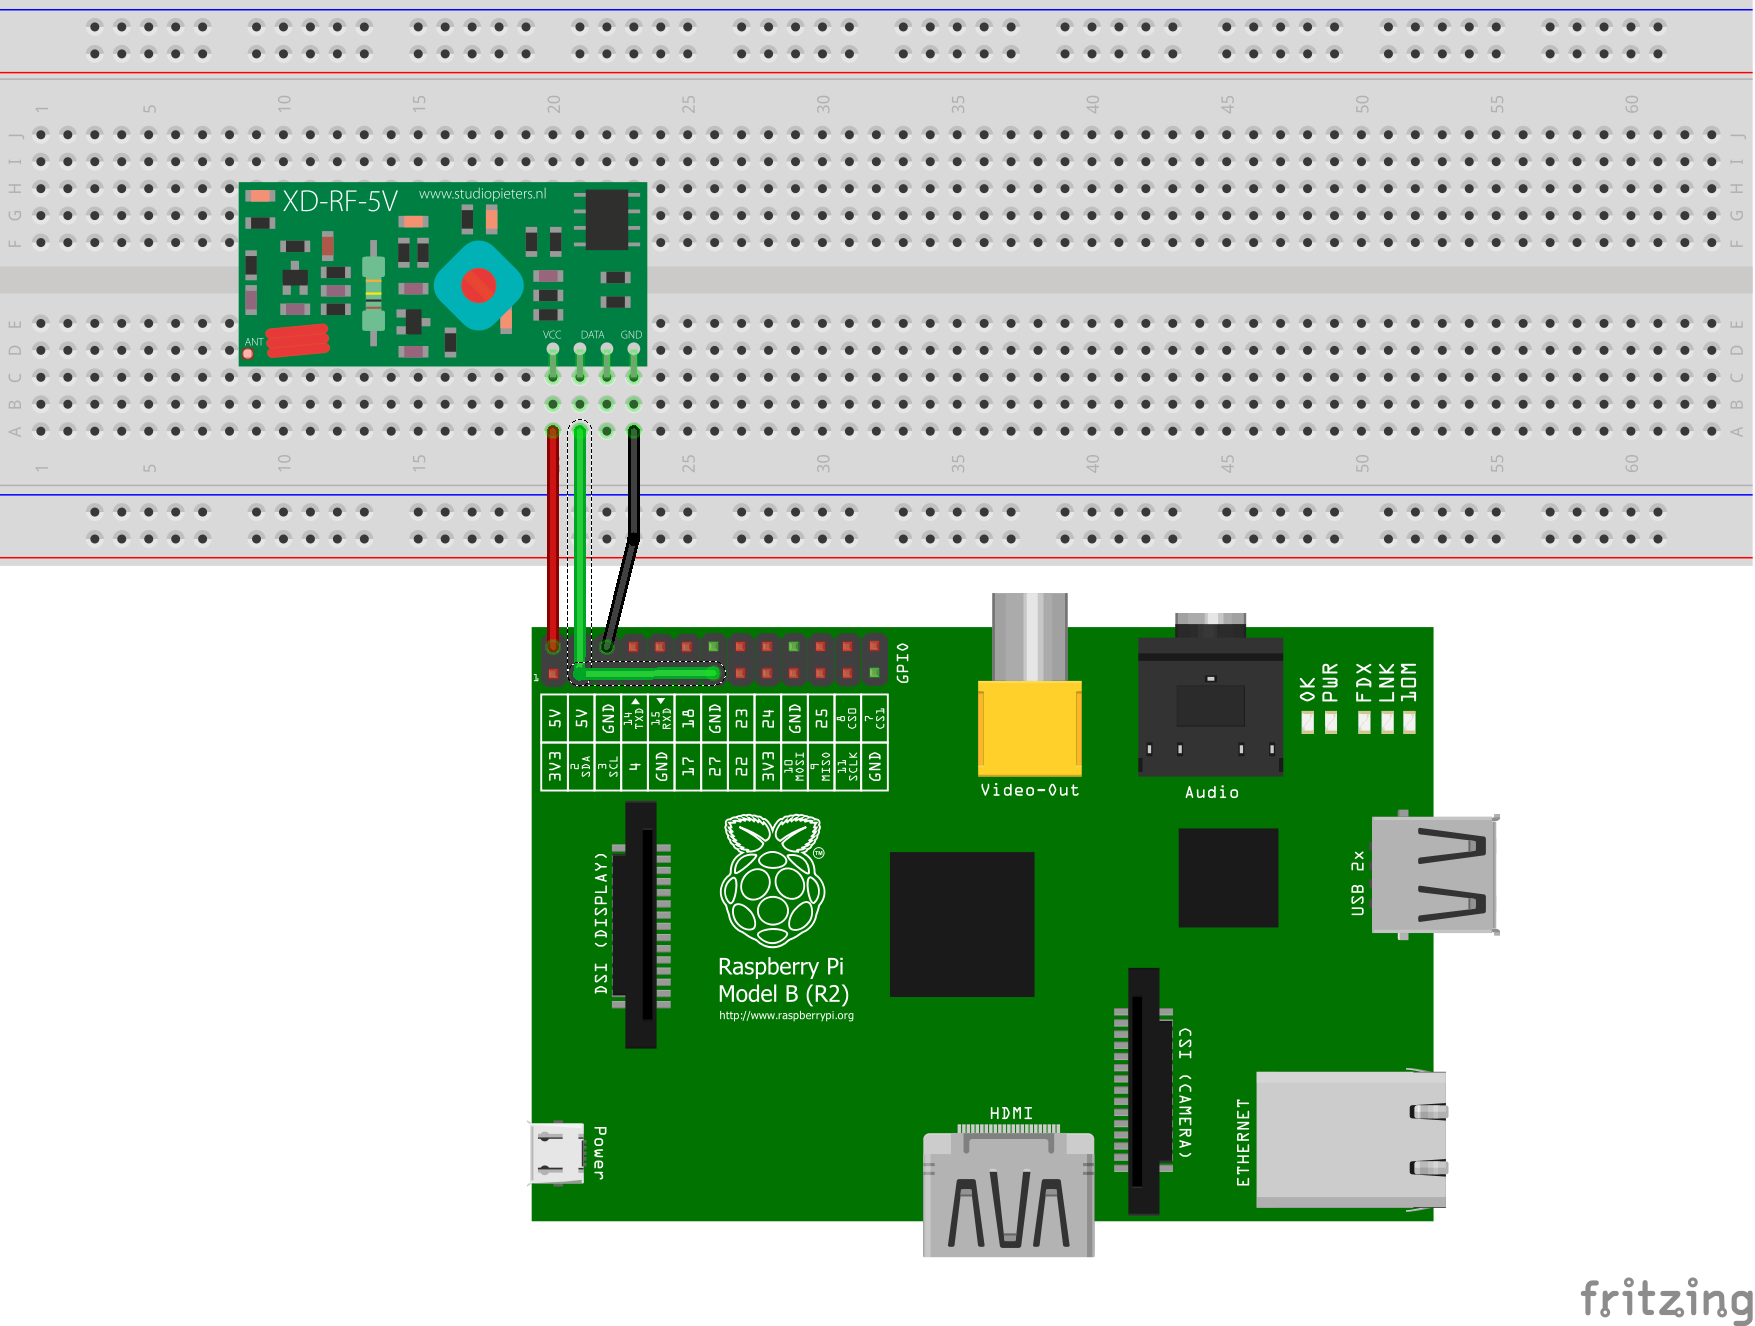 1 5 10 15 20 25 30 35 40 45 50 55 60
J J
I I
H H
G G
F F
XD-RF-5V www.studiopieters.nl
VCC DATA GND
ANT
E E
D D
C C
B B
A A
1 5 10 15 20 25 30 35 40 45 50 55 60
1
GPIO
5V 5V GND 14 TXD 15 RXD 18 GND 23 24 GND 25 8 CS0 7 CS1
3V3 2 SDA 3 SCL 4 GND 17 27 22 3V3 10 MOSI 9 MISO 11 SCLK GND
OK PWR FDX LNK 10M
Video-Out
Audio
USB 2x
DSI (DISPLAY)
TM
Raspberry Pi
Model B (R2)
http://www.raspberrypi.org
CSI (CAMERA)
HDMI
ETHERNET
Power
fritzing